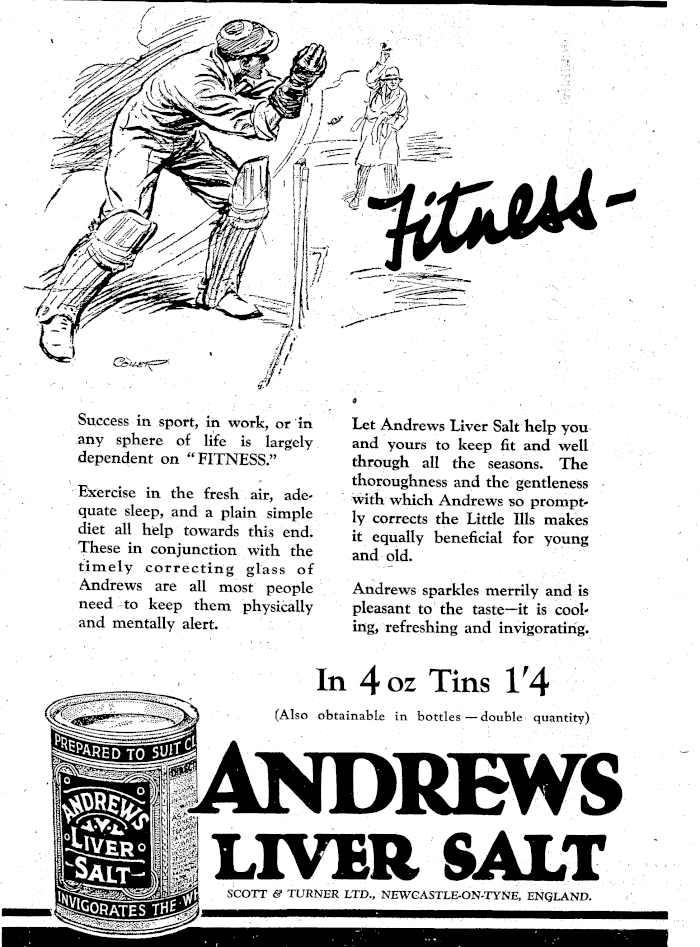 Fitness-
COLLER
Success in sport, in work, or in
any sphere of life is largely
dependent on "FITNESS."
Exercise in the fresh air, ade-
quate sleep, and a plain simple
diet all help towards this end.
These in conjunction with the
timely correcting glass of
Andrews are all most people
need to keep them physically
and mentally alert.
Let Andrews Liver Salt help you
and yours to keep fit and well
through all the seasons. The
thoroughness and the gentleness
with which Andrews so prompt-
ly corrects the Little Ills makes
it equally beneficial for young
and old.
Andrews sparkles merrily and is
pleasant to the taste—it is cool-
ing, refreshing and invigorating.
In 4 oz Tins 1'4
(Also obtainable in bottles — double quantity)
PREPARED TO SUIT
ANDREWS
LIVER
SALT
INVIGORATES THE
ANDREWS
LIVER SALT
SCOTT & TURNER LTD., NEWCASTLE-ON-TYNE, ENGLAND.